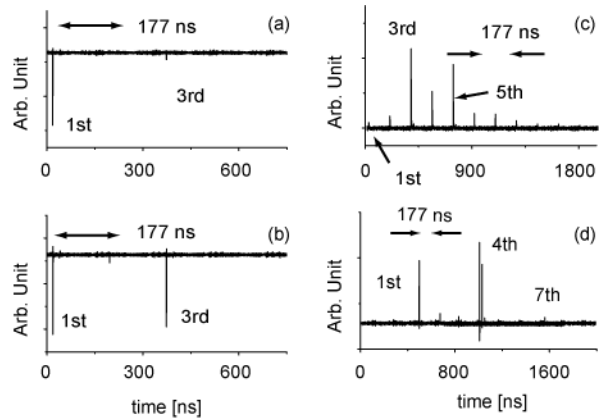 (a)
177 ns
3rd
1st
Arb. Unit
0 300 600
(b)
177 ns
1st
3rd
Arb. Unit
0 300 600
time [ns]
(c)
3rd
177 ns
5th
1st
Arb. Unit
0 900 1800
(d)
177 ns
4th
1st
7th
Arb. Unit
0 800 1600
time [ns]